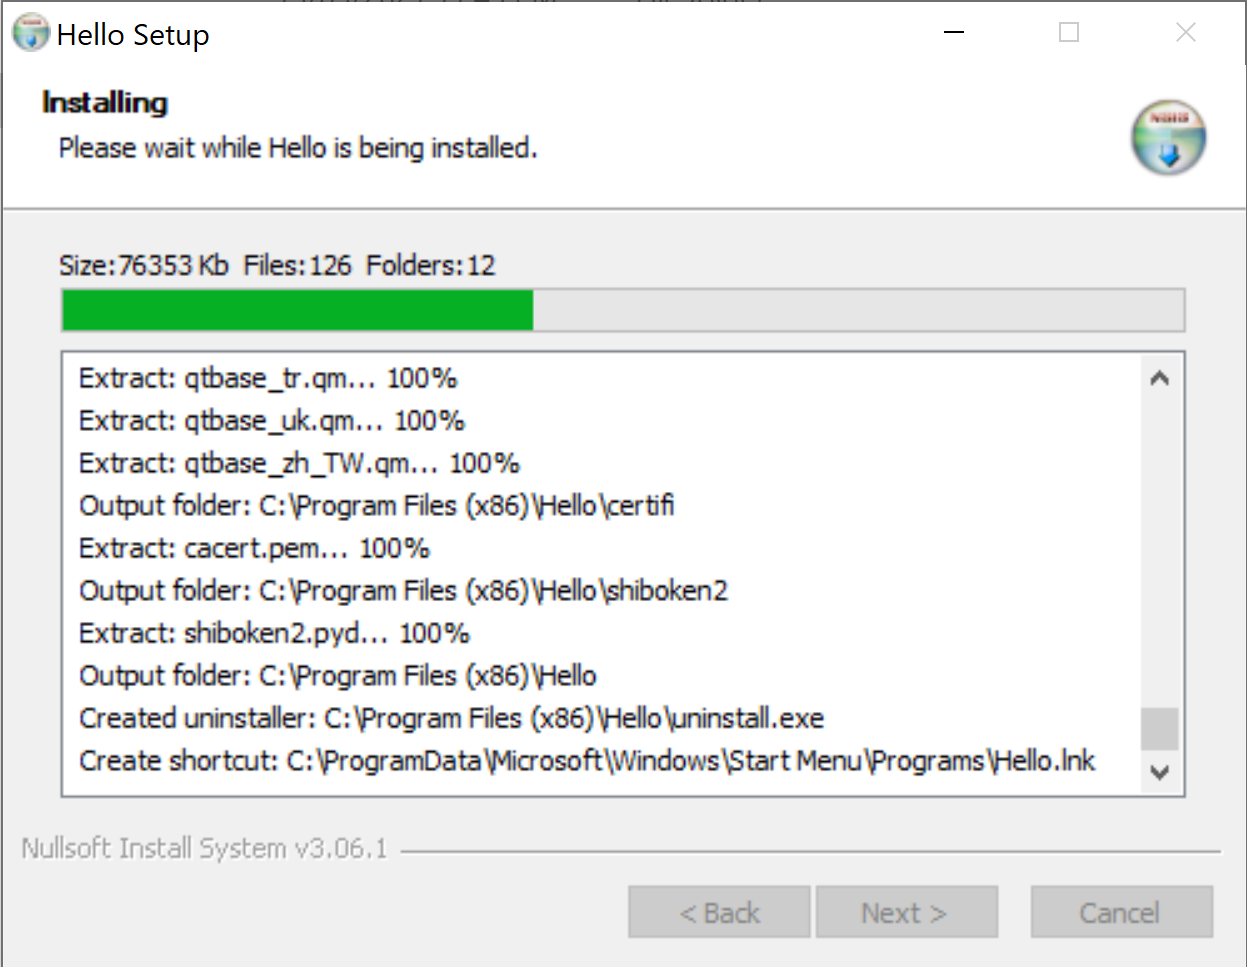 Hello Setup
Installing
Please wait while Hello is being installed.
Size:76353 Kb  Files:126  Folders:12
Extract: qtbase_tr.qm... 100%
Extract: qtbase_uk.qm... 100%
Extract: qtbase_zh_TW.qm... 100%
Output folder: C:\Program Files (x86)\Hello\certifi
Extract: cacert.pem... 100%
Output folder: C:\Program Files (x86)\Hello\shiboken2
Extract: shiboken2.pyd... 100%
Output folder: C:\Program Files (x86)\Hello
Created uninstaller: C:\Program Files (x86)\Hello\uninstall.exe
Create shortcut: C:\ProgramData\Microsoft\Windows\Start Menu\Programs\Hello.lnk
Nullsoft Install System v3.06.1
< Back
Next >
Cancel